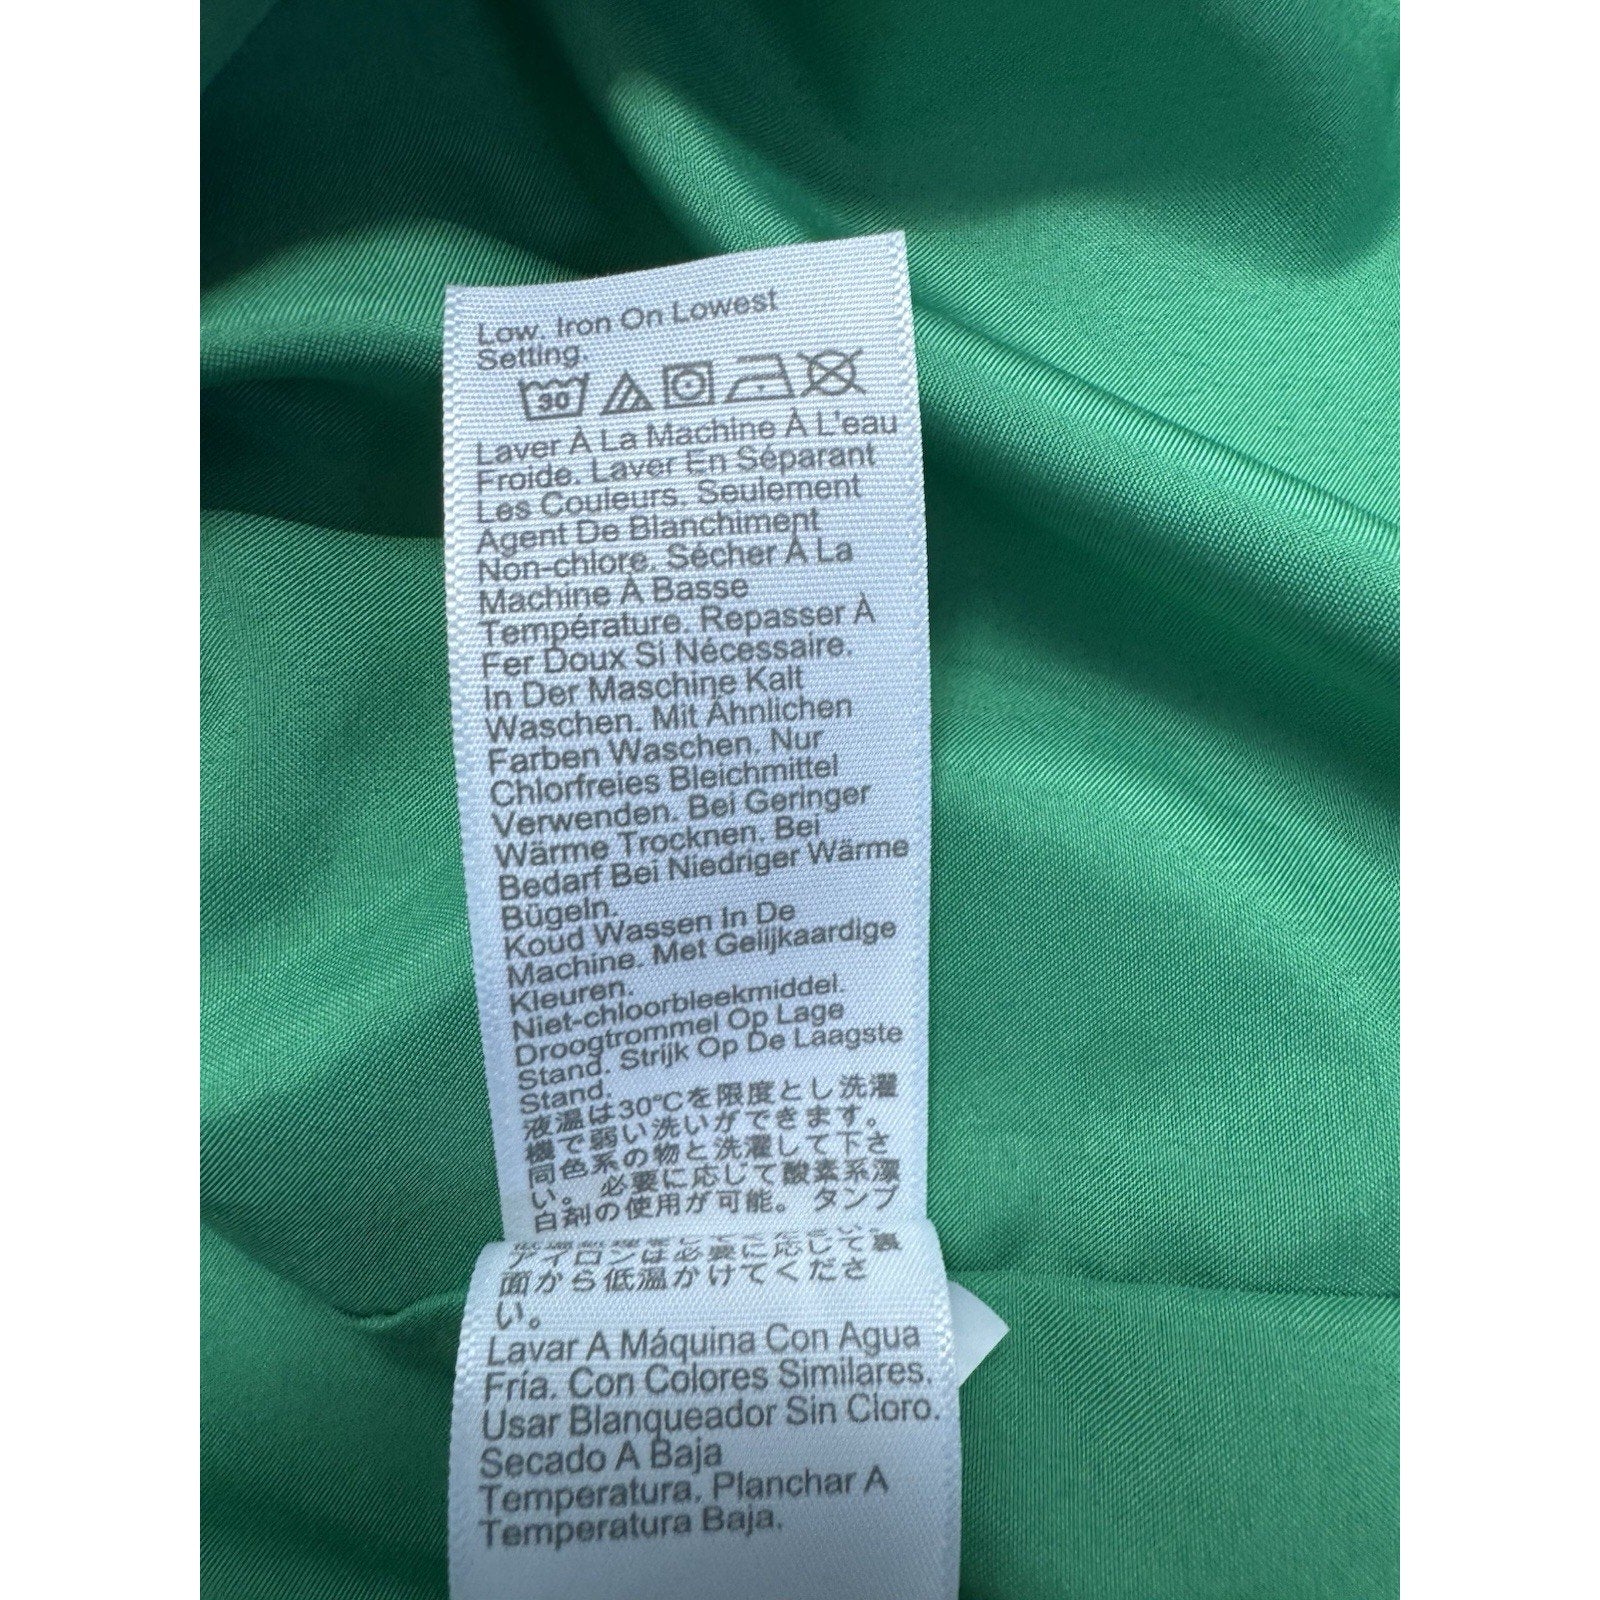 Low. Iron On Lowest
Setting.
30
Laver À La Machine À L'eau
Froide. Laver En Séparant
Les Couleurs. Seulement
Agent De Blanchiment
Non-chlore. Sécher À La
Machine À Basse
Température. Repasser À
Fer Doux Si Nécessaire.
In Der Maschine Kalt
Waschen. Mit Ähnlichen
Farben Waschen. Nur
Chlorfreies Bleichmittel
Verwenden. Bei Geringer
Wärme Trocknen. Bei
Bedarf Bei Niedriger Wärme
Bügeln.
Koud Wassen In De
Machine. Met Gelijkaardige
Kleuren.
Niet-chloorbleekmiddel.
Droogtrommel Op Lage
Stand. Strijk Op De Laagste
Stand.
液温は30℃を限度とし洗濯
機で弱い洗いができます。
同色系の物と洗濯して下さ
い。 必要に応じて酸素系漂
白剤の使用が可能。 タンブ
アイロンは必要に応じて裏
面から低温かけてくださ
い。
Lavar A Máquina Con Agua
Fría. Con Colores Similares.
Usar Blanqueador Sin Cloro.
Secado A Baja
Temperatura. Planchar A
Temperatura Baja.